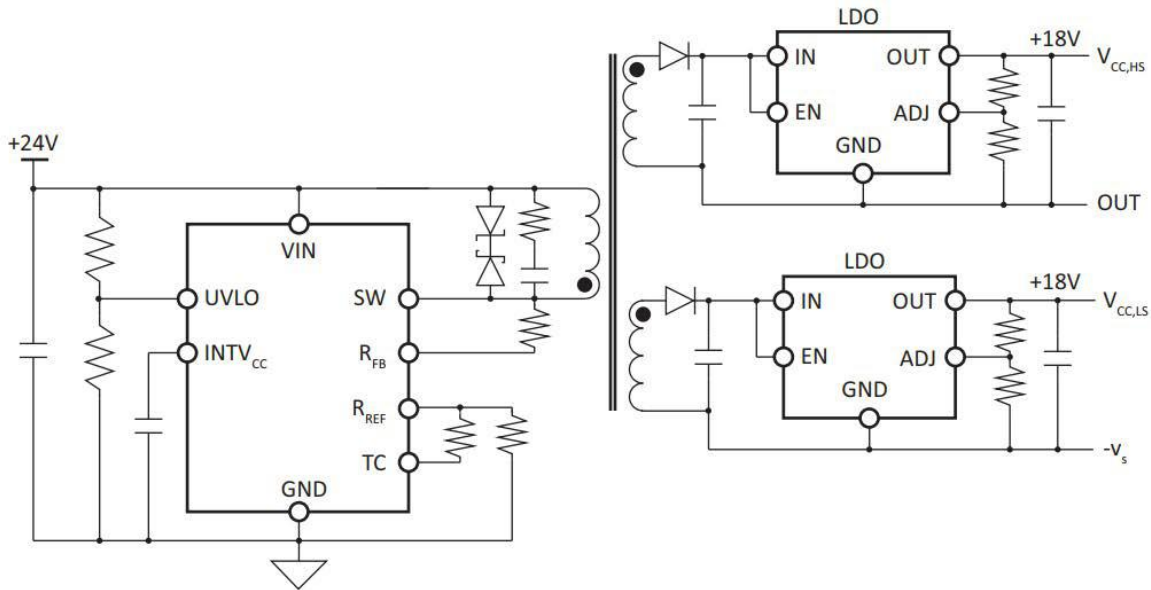 LDO
+18V
IN OUT V_CC,HS
EN ADJ
GND
OUT
+24V
VIN
UVLO SW
INTV_CC R_FB
R_REF
TC
GND
LDO
+18V
IN OUT V_CC,LS
EN ADJ
GND
-v_s